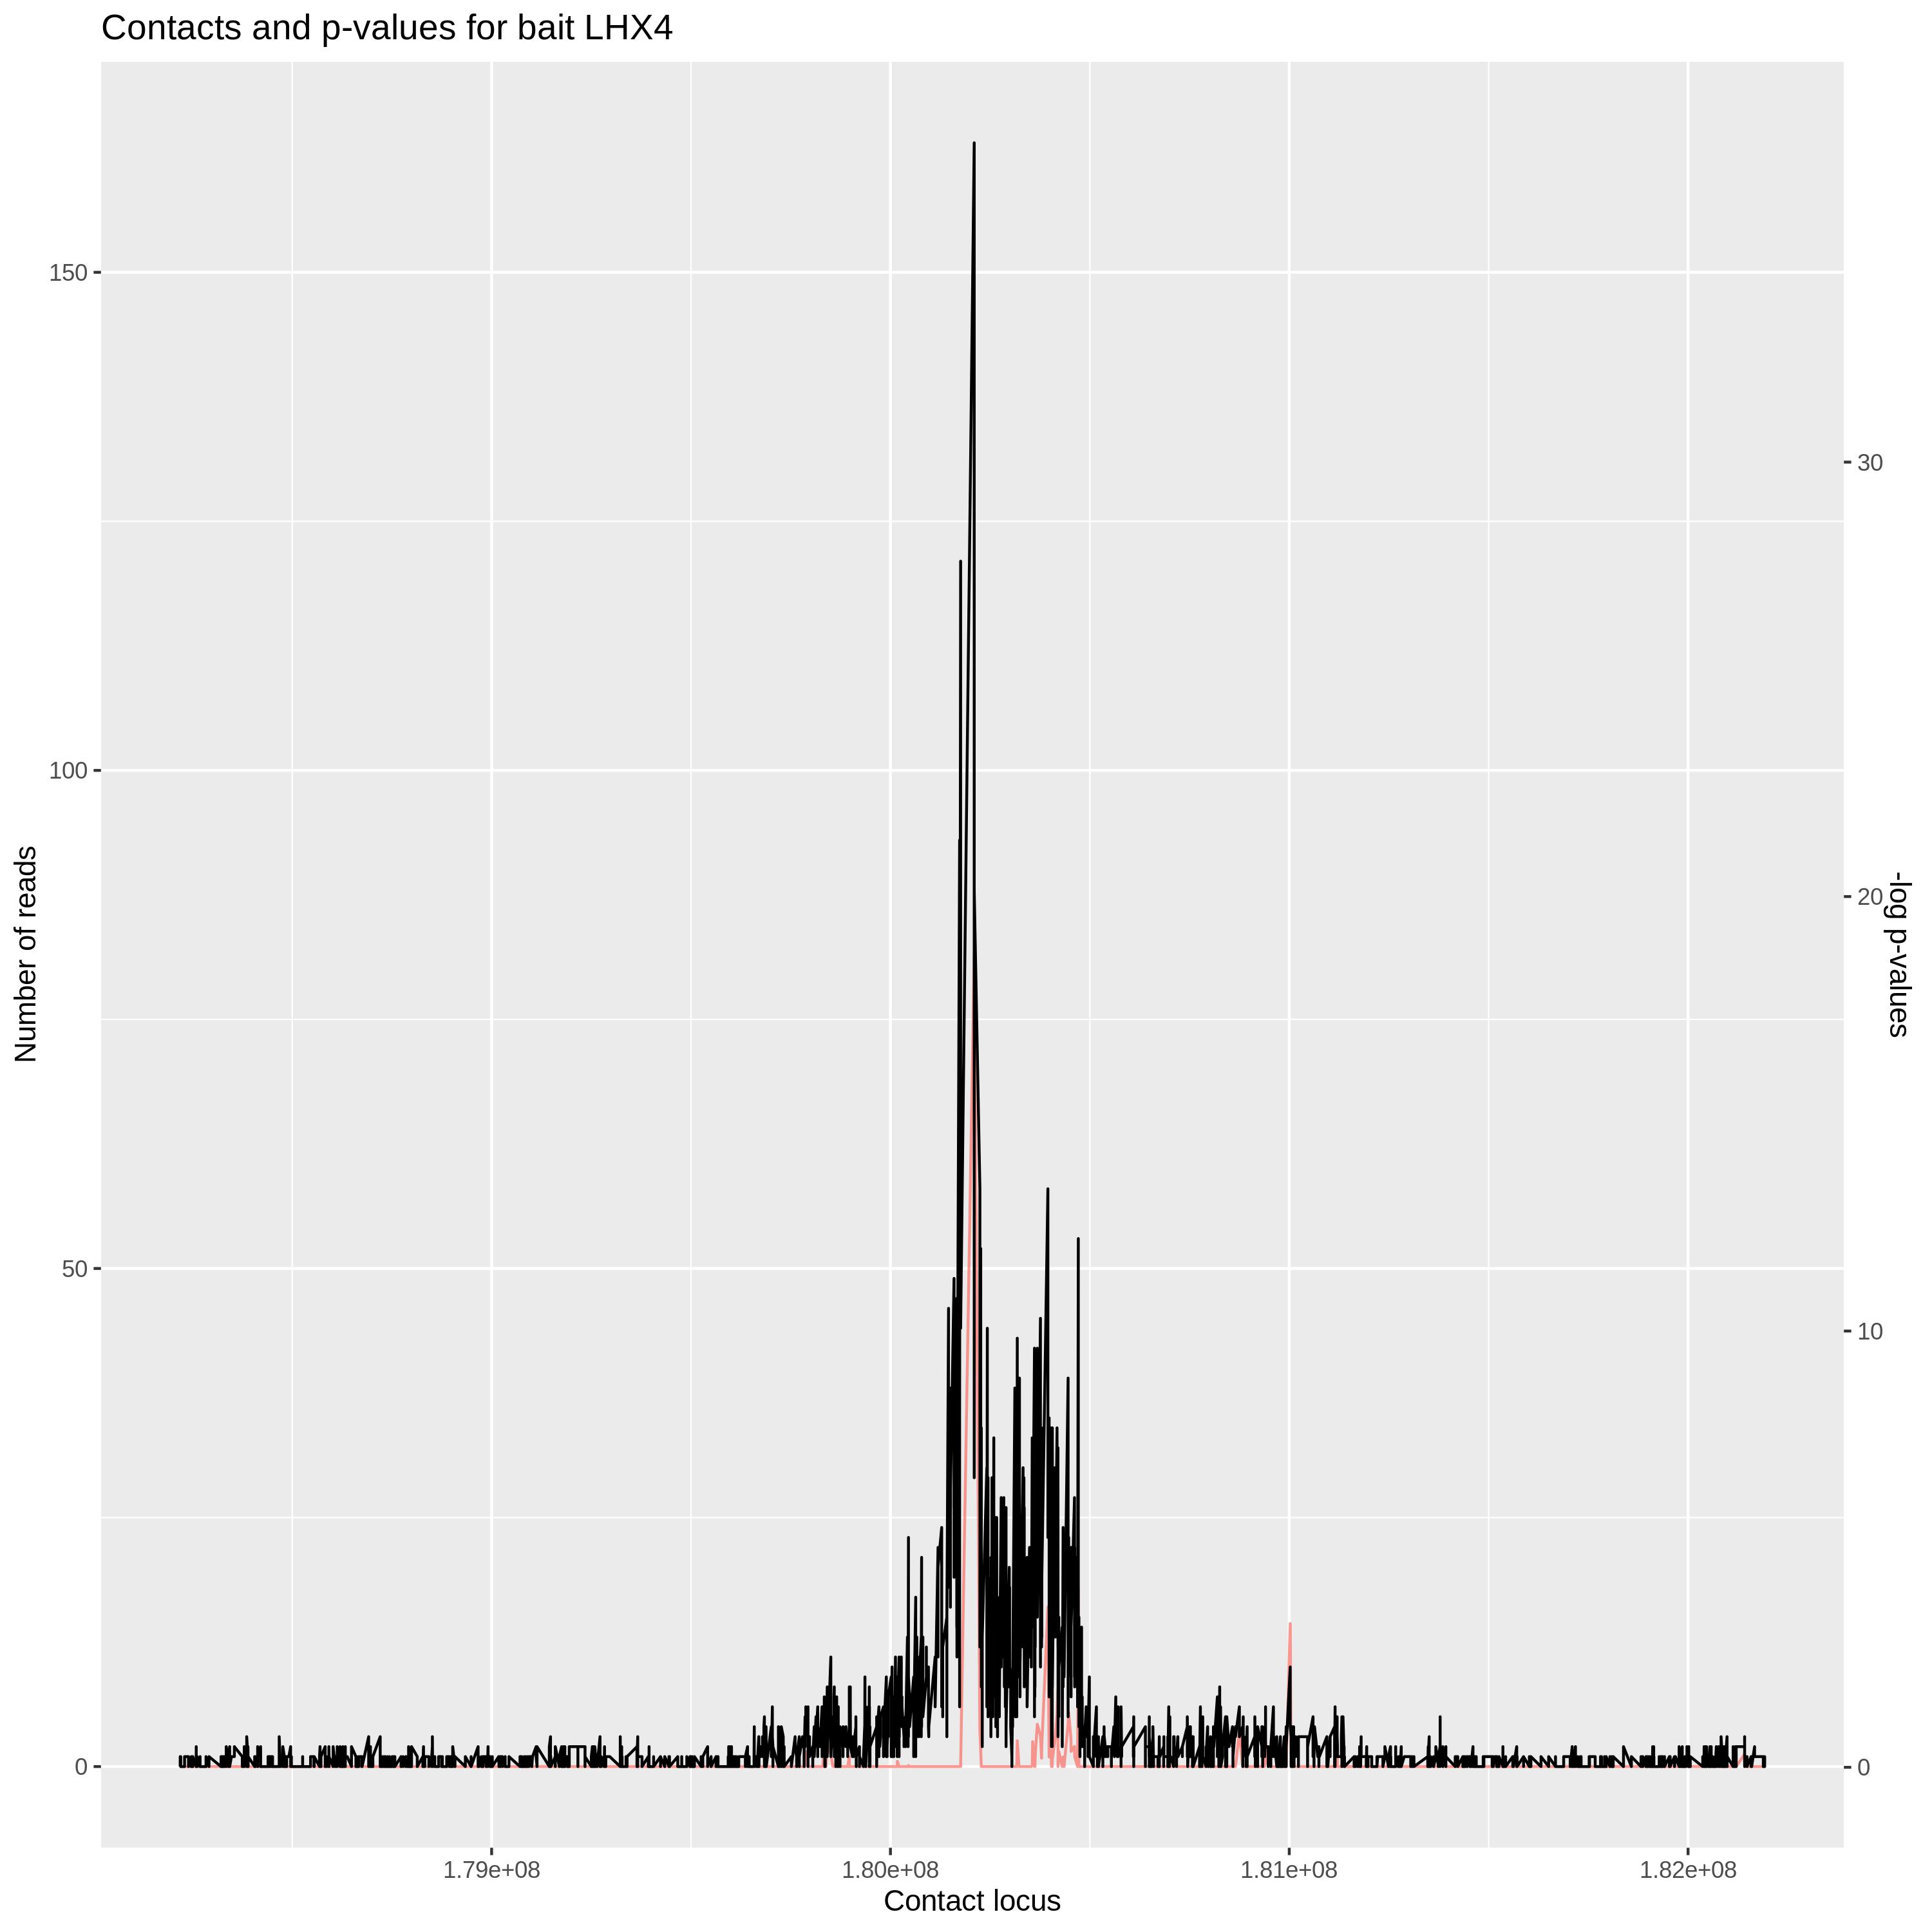 Contacts and p-values for bait LHX4
150
100
50
0
Number of reads
30
20
10
0
-log p-values
1.79e+08
1.80e+08
1.81e+08
1.82e+08
Contact locus